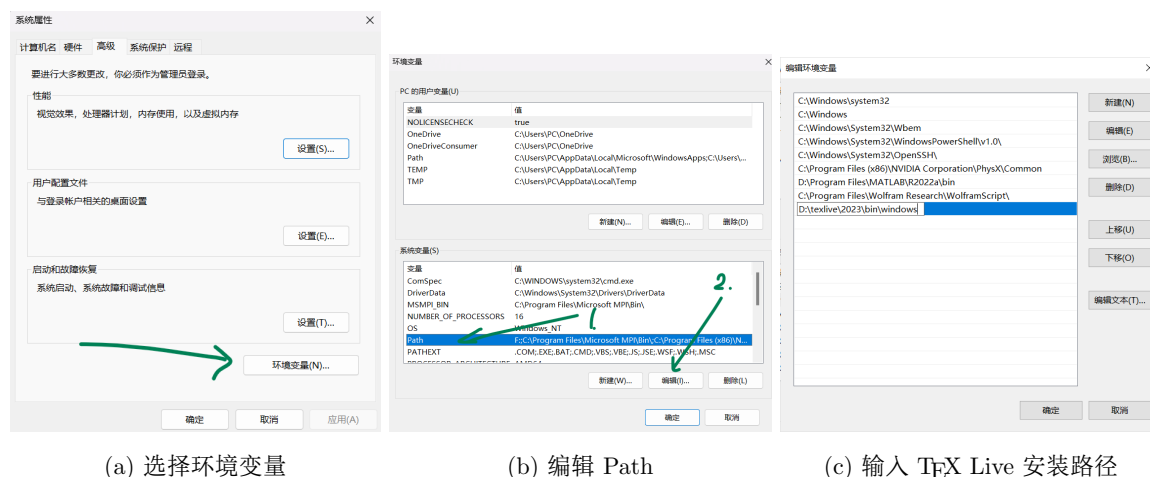 系统属性
计算机名 硬件 高级 系统保护 远程
要进行大多数更改，你必须作为管理员登录。
性能
视觉效果，处理器计划，内存使用，以及虚拟内存
设置(S)...
用户配置文件
与登录帐户相关的桌面设置
设置(E)...
启动和故障恢复
系统启动、系统故障和调试信息
设置(T)...
环境变量(N)...
确定 取消 应用(A)
(a) 选择环境变量
环境变量
PC 的用户变量(U)
变量 值
NOLICENSECHECK true
OneDrive C:\Users\PC\OneDrive
OneDriveConsumer C:\Users\PC\OneDrive
Path C:\Users\PC\AppData\Local\Microsoft\WindowsApps;C:\Users\...
TEMP C:\Users\PC\AppData\Local\Temp
TMP C:\Users\PC\AppData\Local\Temp
新建(N)... 编辑(E)... 删除(D)
系统变量(S)
变量 值
ComSpec C:\WINDOWS\system32\cmd.exe
DriverData C:\Windows\System32\Drivers\DriverData
MSMPI_BIN C:\Program Files\Microsoft MPI\Bin\
NUMBER_OF_PROCESSORS 16
OS Windows_NT
Path F:;C:\Program Files\Microsoft MPI\Bin\;C:\Program Files (x86)\N...
PATHEXT .COM;.EXE;.BAT;.CMD;.VBS;.VBE;.JS;.JSE;.WSF;.WSH;.MSC
PROCESSOR_ARCHITECTURE AMD64
1.
2.
新建(W)... 编辑(I)... 删除(L)
确定 取消
(b) 编辑 Path
编辑环境变量
C:\Windows\system32
C:\Windows
C:\Windows\System32\Wbem
C:\Windows\System32\WindowsPowerShell\v1.0\
C:\Windows\System32\OpenSSH\
C:\Program Files (x86)\NVIDIA Corporation\PhysX\Common
D:\Program Files\MATLAB\R2022a\bin
C:\Program Files\Wolfram Research\WolframScript\
D:\texlive\2023\bin\windows
新建(N)
编辑(E)
浏览(B)...
删除(D)
上移(U)
下移(O)
编辑文本(T)...
确定 取消
(c) 输入 TEX Live 安装路径